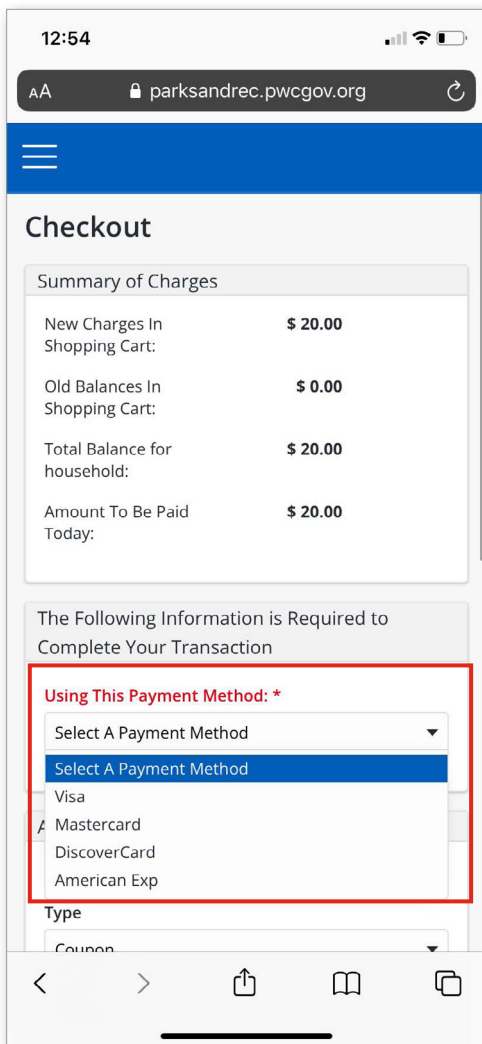 12:54
AA parksandrec.pwcgov.org
Checkout
Summary of Charges
New Charges In $ 20.00
Shopping Cart:
Old Balances In $ 0.00
Shopping Cart:
Total Balance for $ 20.00
household:
Amount To Be Paid $ 20.00
Today:
The Following Information is Required to
Complete Your Transaction
Using This Payment Method: *
Select A Payment Method
Select A Payment Method
Visa
Mastercard
DiscoverCard
American Exp
Type
Coupon